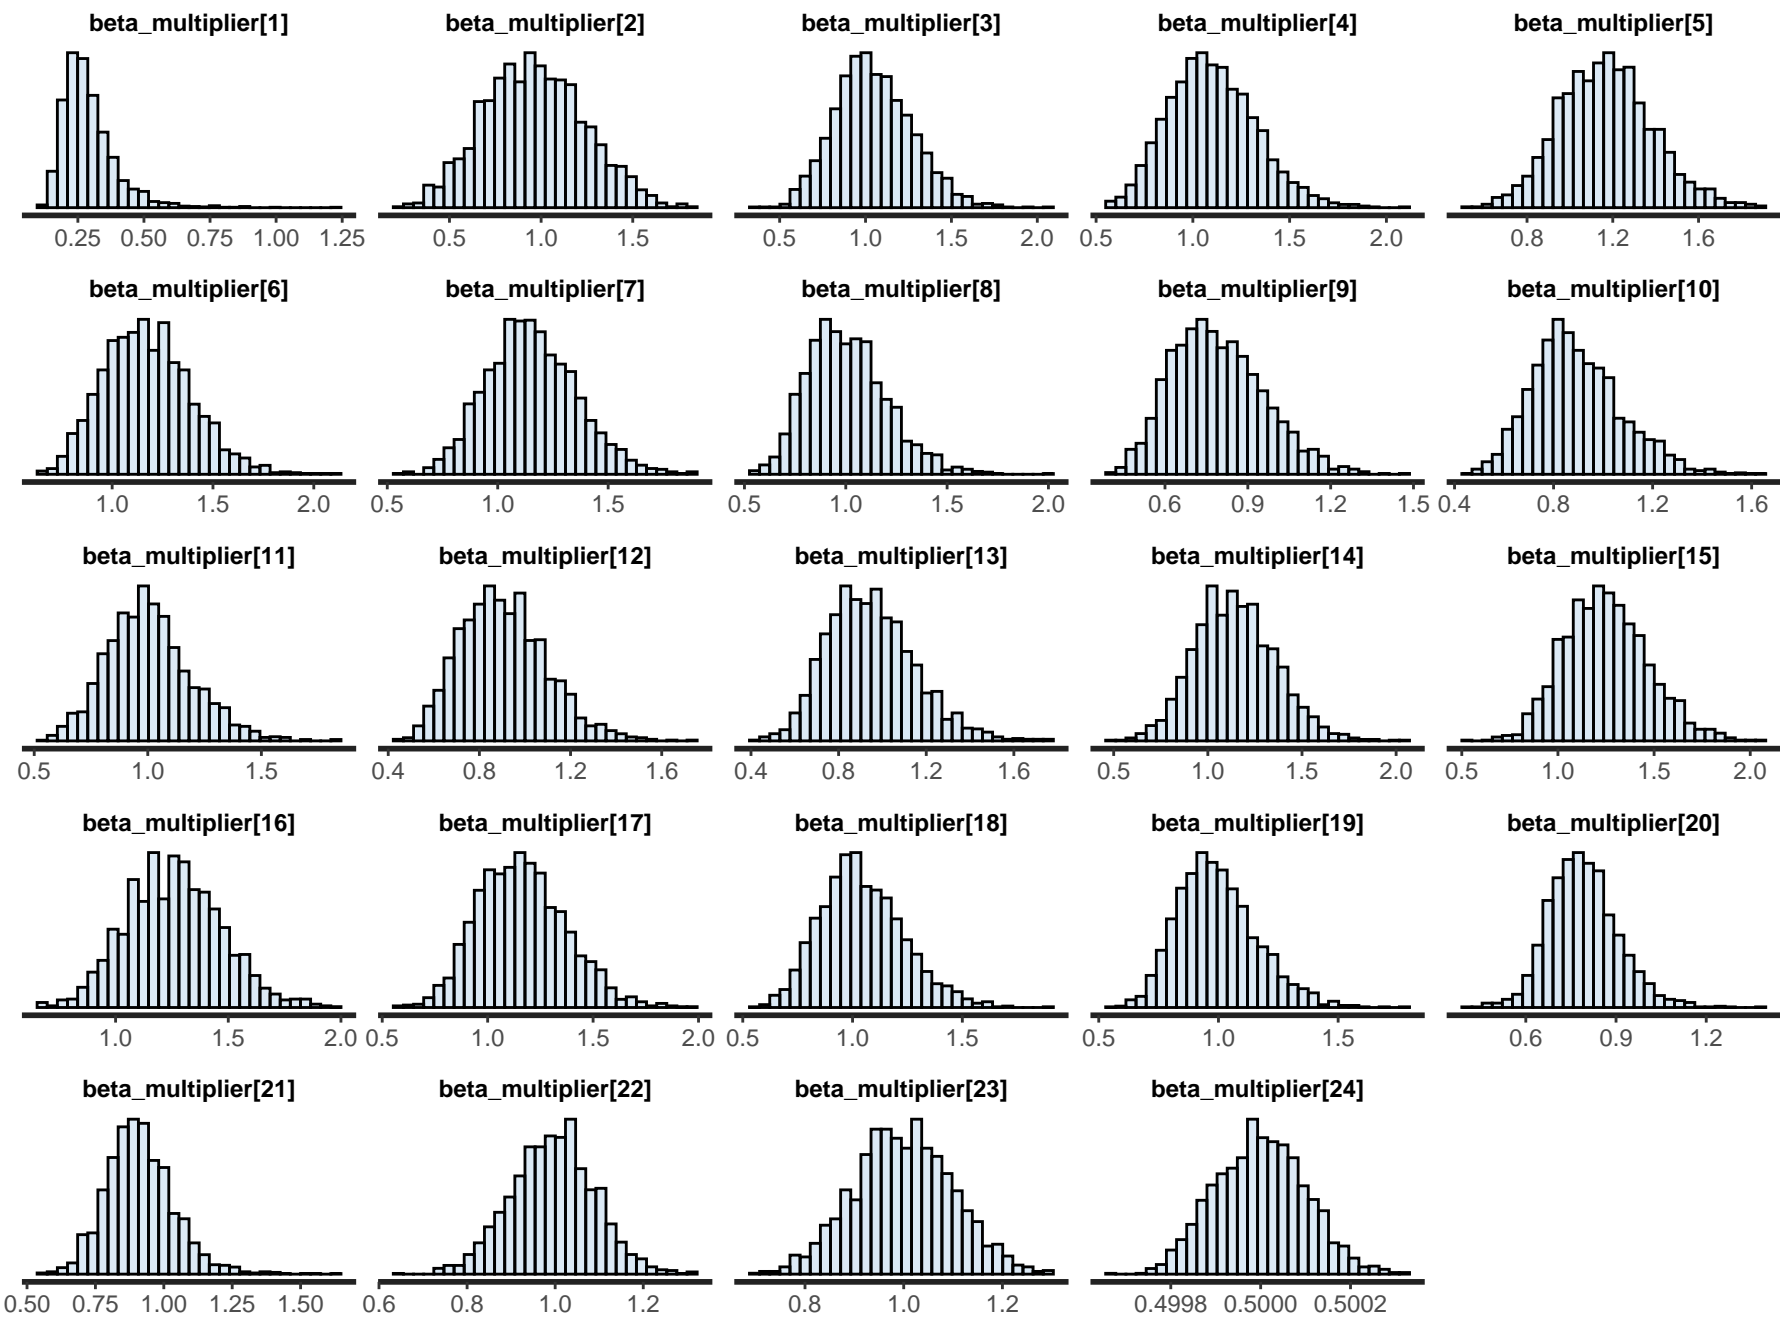 beta_multiplier[1] beta_multiplier[2] beta_multiplier[3] beta_multiplier[4] beta_multiplier[5]
0.25 0.50 0.75 1.00 1.25 0.5 1.0 1.5 0.5 1.0 1.5 2.0 0.5 1.0 1.5 2.0 0.8 1.2 1.6
beta_multiplier[6] beta_multiplier[7] beta_multiplier[8] beta_multiplier[9] beta_multiplier[10]
1.0 1.5 2.0 0.5 1.0 1.5 0.5 1.0 1.5 2.0 0.6 0.9 1.2 1.5 0.4 0.8 1.2 1.6
beta_multiplier[11] beta_multiplier[12] beta_multiplier[13] beta_multiplier[14] beta_multiplier[15]
0.5 1.0 1.5 0.4 0.8 1.2 1.6 0.4 0.8 1.2 1.6 0.5 1.0 1.5 2.0 0.5 1.0 1.5 2.0
beta_multiplier[16] beta_multiplier[17] beta_multiplier[18] beta_multiplier[19] beta_multiplier[20]
1.0 1.5 2.0 0.5 1.0 1.5 2.0 0.5 1.0 1.5 0.5 1.0 1.5 0.6 0.9 1.2
beta_multiplier[21] beta_multiplier[22] beta_multiplier[23] beta_multiplier[24]
0.50 0.75 1.00 1.25 1.50 0.6 0.8 1.0 1.2 0.8 1.0 1.2 0.4998 0.5000 0.5002